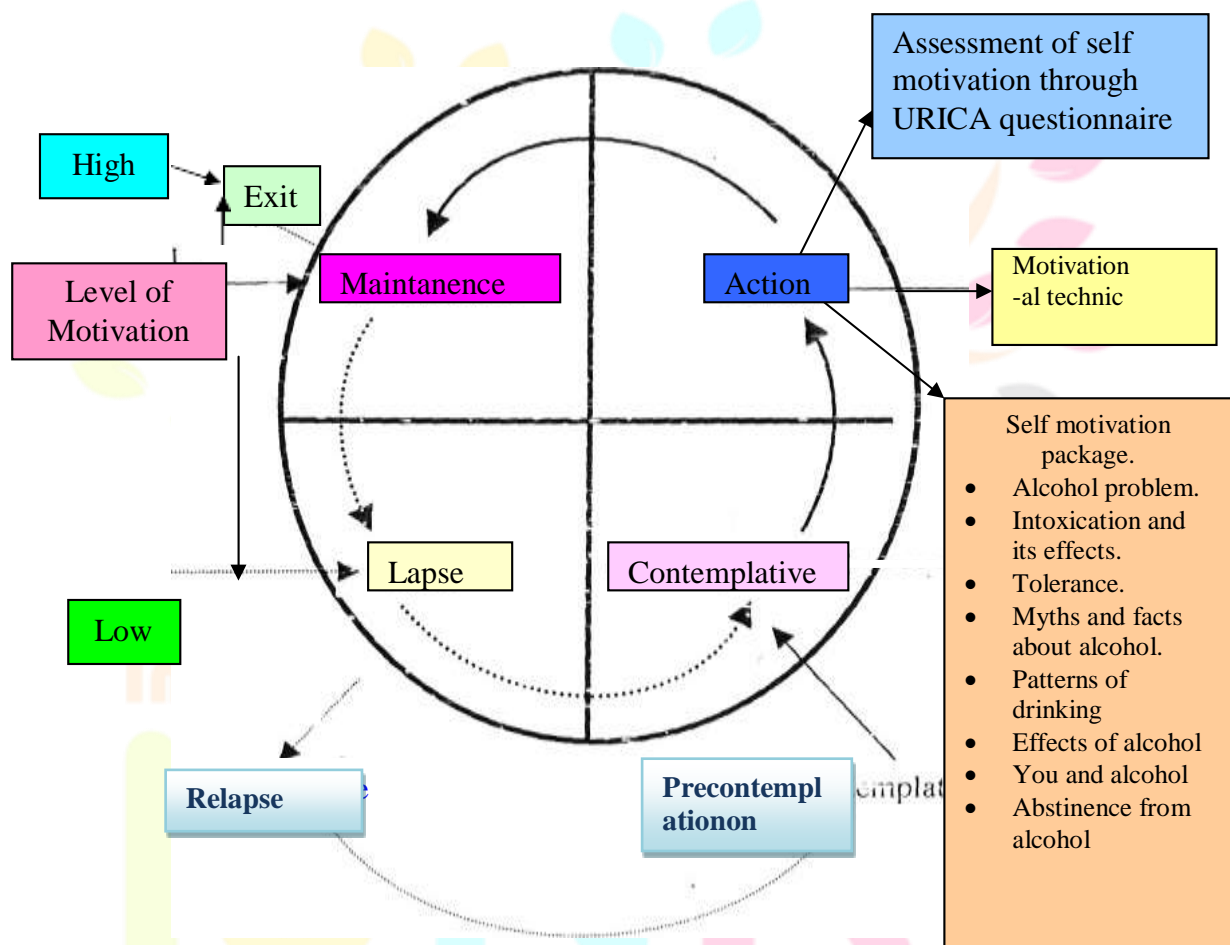 Assessment of self
motivation through
URICA questionnaire
High
Exit
Level of
Motivation
Maintanence
Action
Motivation
-al technic
Self motivation
package.
• Alcohol problem.
• Intoxication and
its effects.
• Tolerance.
• Myths and facts
about alcohol.
• Patterns of
drinking
• Effects of alcohol
• You and alcohol
• Abstinence from
alcohol
Lapse
Contemplative
Low
Relapse
Precontempl
ationon